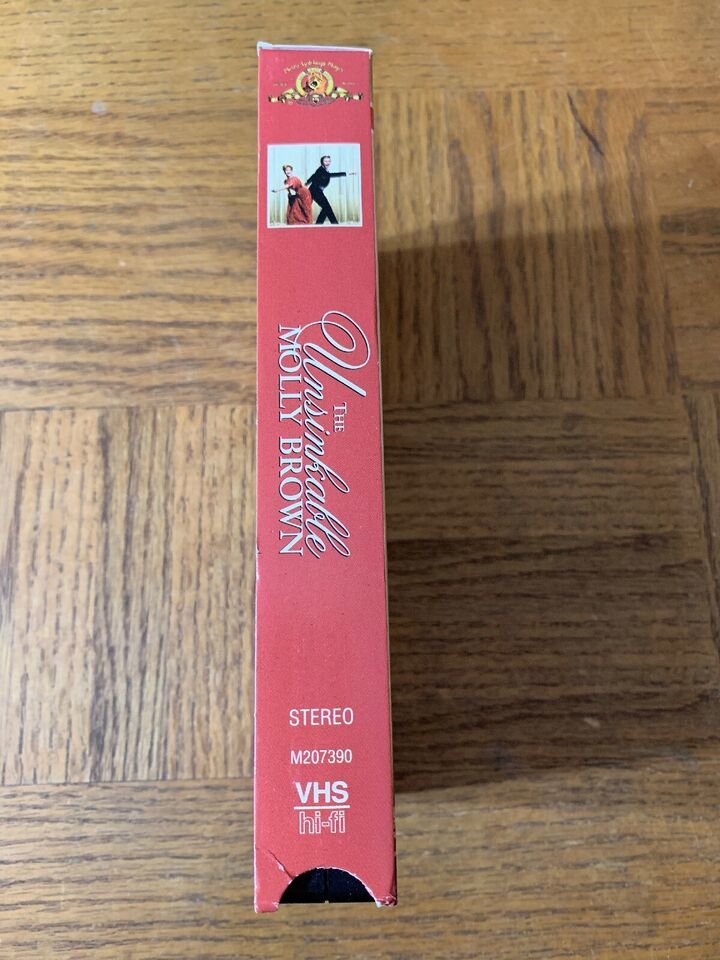 THE
Unsinkable
MOLLY BROWN
STEREO
M207390
VHS
hi-fi